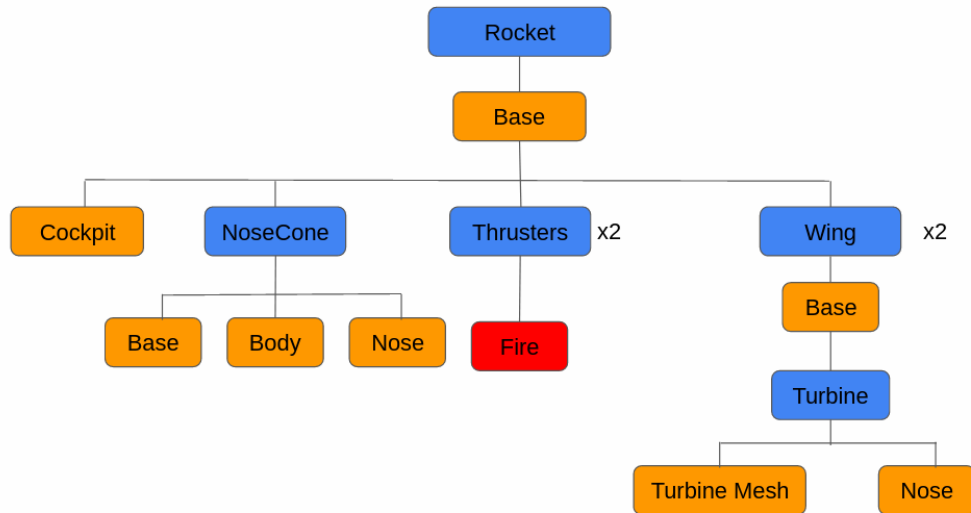 Rocket
Base
Cockpit
NoseCone
Thrusters x2
Wing x2
Base
Body
Nose
Fire
Base
Turbine
Turbine Mesh
Nose